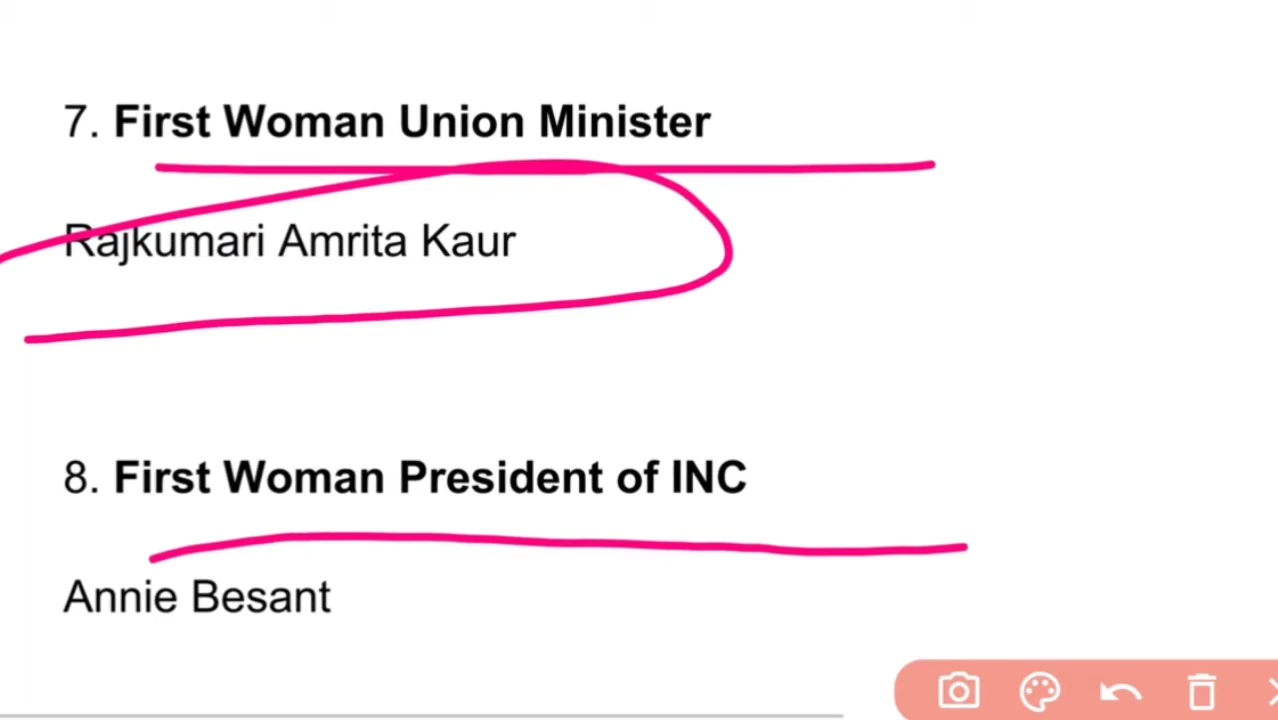 7. First Woman Union Minister
Rajkumari Amrita Kaur
8. First Woman President of INC
Annie Besant